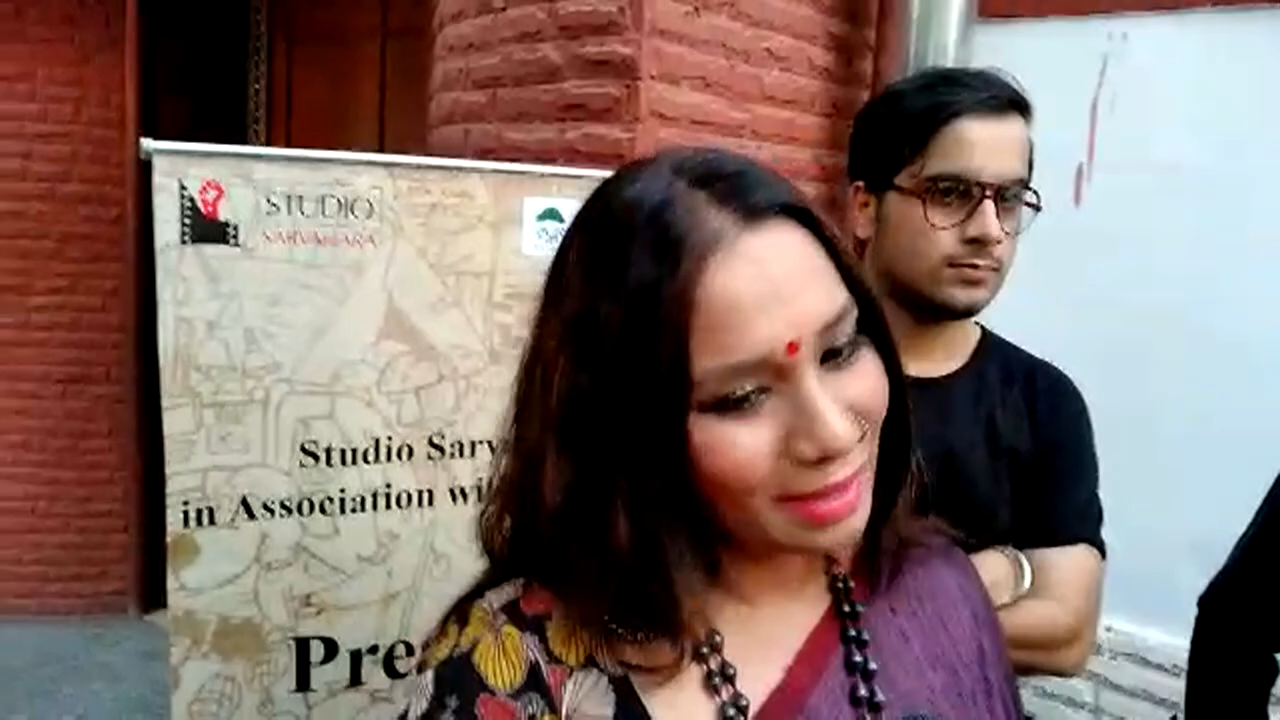 STUDIO
SARVAHARA
Studio Sarv
in Association wi
Pre